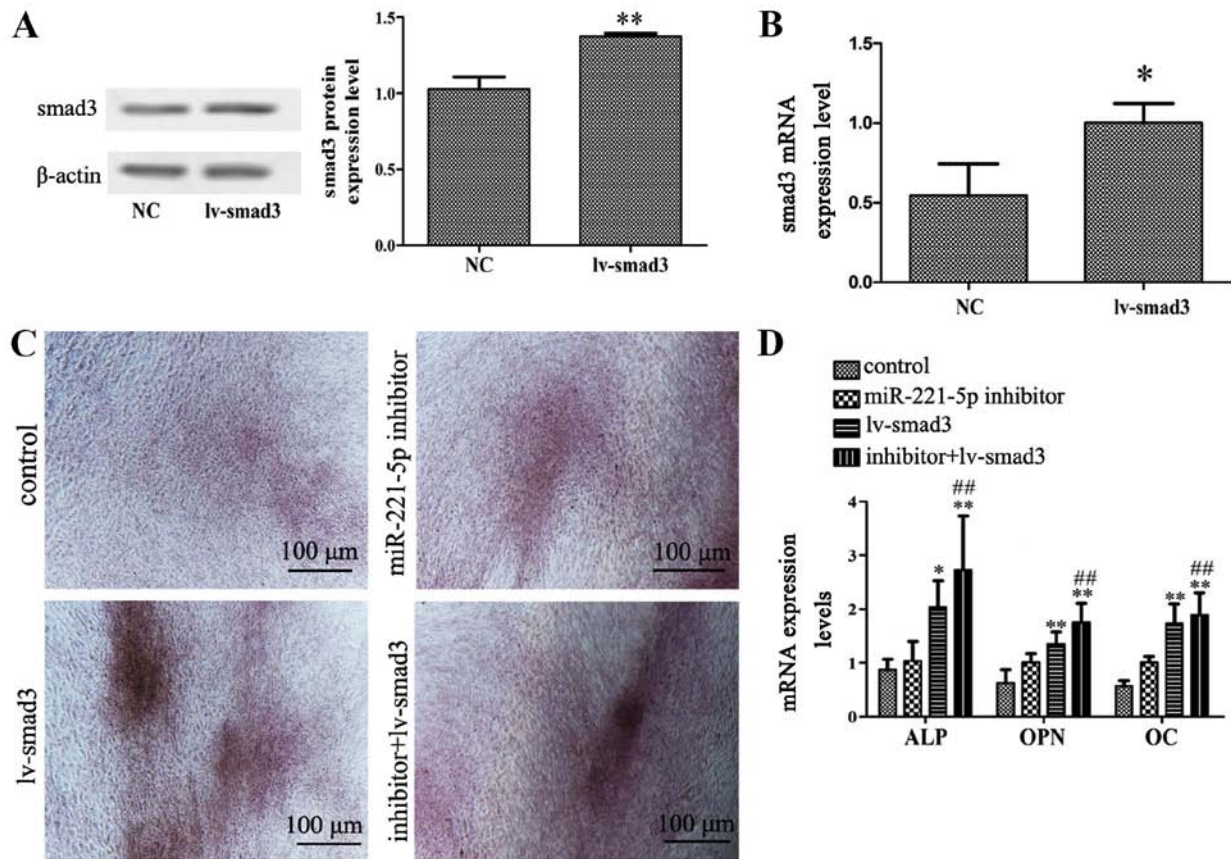 A
smad3
β-actin
NC lv-smad3
smad3 protein
expression level
1.5
1.0
0.5
0.0
**
NC lv-smad3
B
smad3 mRNA
expression level
1.5
1.0
0.5
0.0
*
NC lv-smad3
C
control
100 μm
miR-221-5p inhibitor
100 μm
lv-smad3
100 μm
inhibitor+lv-smad3
100 μm
D
control
miR-221-5p inhibitor
lv-smad3
inhibitor+lv-smad3
mRNA expression
levels
4
3
2
1
0
*
##
**
**
##
**
**
##
**
ALP OPN OC